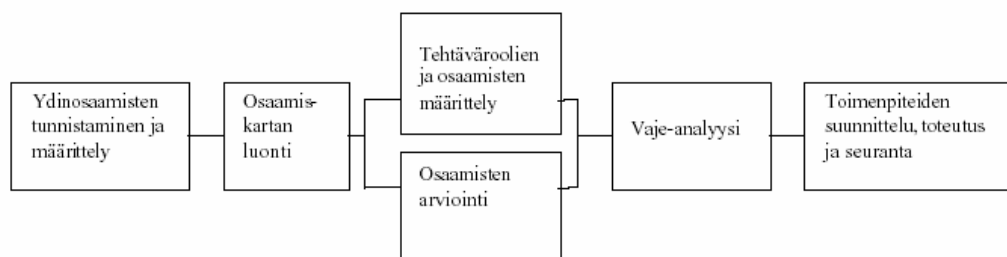 Ydinosaamisten
tunnistaminen ja
määrittely
Osaamis-
kartan
luonti
Tehtäväroolien
ja osaamisten
määrittely
Osaamisten
arviointi
Vaje-analyysi
Toimenpiteiden
suunnittelu, toteutus
ja seuranta